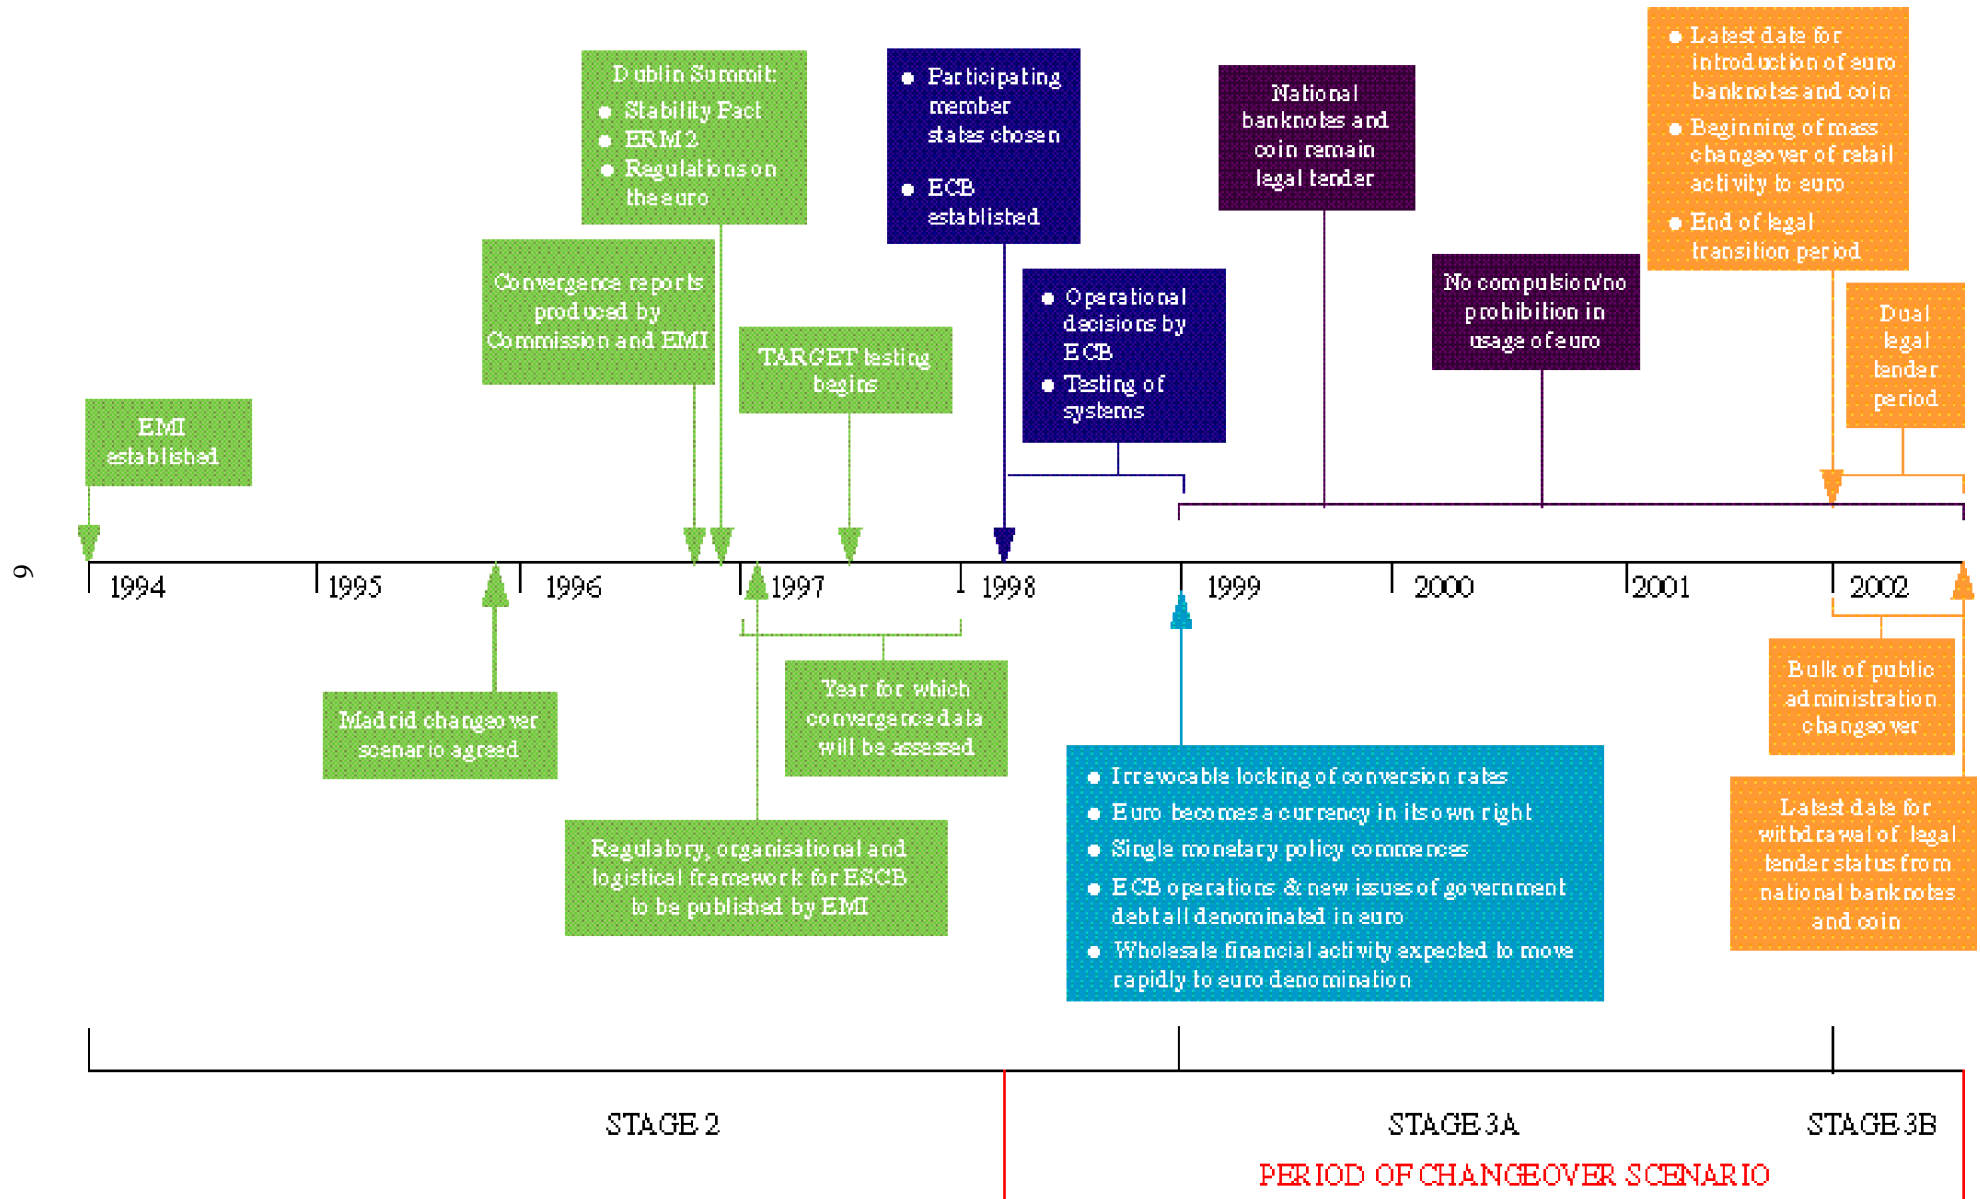 Dublin Summit:
● Stability Pact
● ERM 2
● Regulations on
the euro
● Participating
member
states chosen
● ECB
established
National
banknotes and
coin remain
legal tender
● Latest date for
introduction of euro
banknotes and coin
● Beginning of mass
changeover of retail
activity to euro
● End of legal
transition period
Convergence reports
produced by
Commission and EMI
TARGET testing
begins
● Operational
decisions by
ECB
● Testing of
systems
No compulsion/no
prohibition in
usage of euro
Dual
legal
tender
period
EMI
established
9
1994
1995
1996
1997
1998
1999
2000
2001
2002
Madrid changeover
scenario agreed
Year for which
convergence data
will be assessed
Regulatory, organisational and
logistical framework for ESCB
to be published by EMI
● Irrevocable locking of conversion rates
● Euro becomes a currency in its own right
● Single monetary policy commences
● ECB operations & new issues of government
debt all denominated in euro
● Wholesale financial activity expected to move
rapidly to euro denomination
Bulk of public
administration
changeover
Latest date for
withdrawal of legal
tender status from
national banknotes
and coin
STAGE 2
STAGE 3A
STAGE 3B
PERIOD OF CHANGEOVER SCENARIO